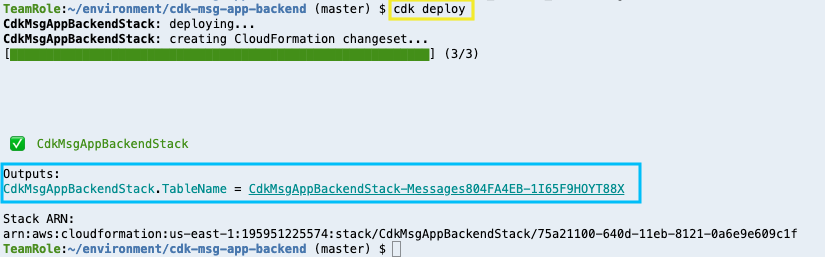 TeamRole:~/environment/cdk-msg-app-backend (master) $ cdk deploy
CdkMsgAppBackendStack: deploying...
CdkMsgAppBackendStack: creating CloudFormation changeset...
[██████████████████████████████████████████████████████████] (3/3)
✅ CdkMsgAppBackendStack
Outputs:
CdkMsgAppBackendStack.TableName = CdkMsgAppBackendStack-Messages804FA4EB-1I65F9HOYT88X
Stack ARN:
arn:aws:cloudformation:us-east-1:195951225574:stack/CdkMsgAppBackendStack/75a21100-640d-11eb-8121-0a6e9e609c1f
TeamRole:~/environment/cdk-msg-app-backend (master) $